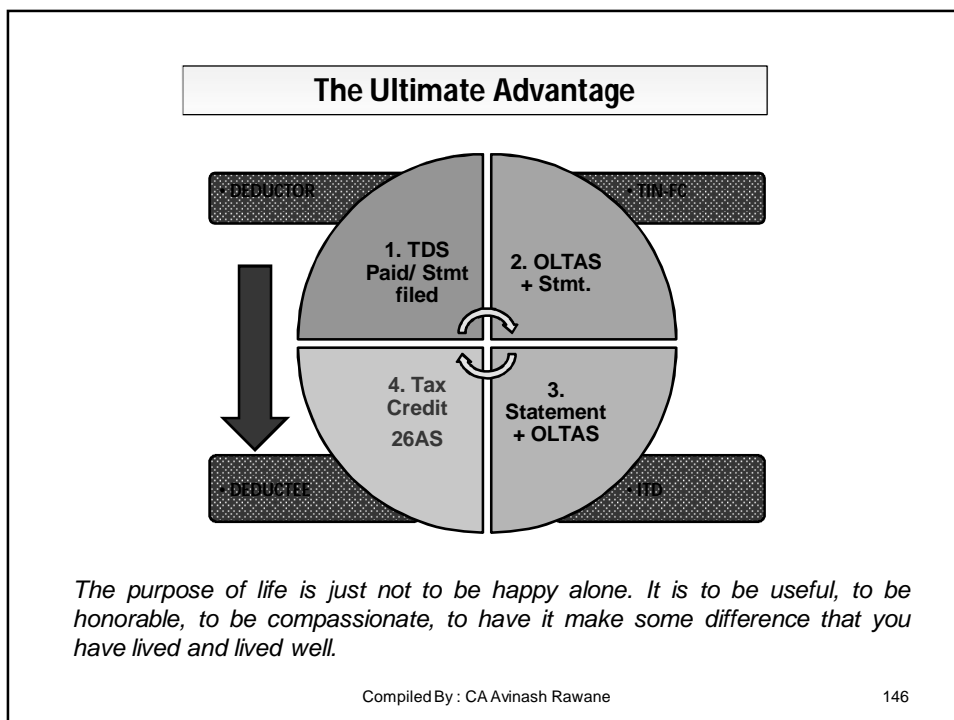 The Ultimate Advantage
• DEDUCTOR
• TIN-FC
1. TDS
Paid/ Stmt
filed
2. OLTAS
+ Stmt.
4. Tax
Credit
26AS
3.
Statement
+ OLTAS
• DEDUCTEE
• ITD
The purpose of life is just not to be happy alone. It is to be useful, to be
honorable, to be compassionate, to have it make some difference that you
have lived and lived well.
Compiled By : CA Avinash Rawane
146